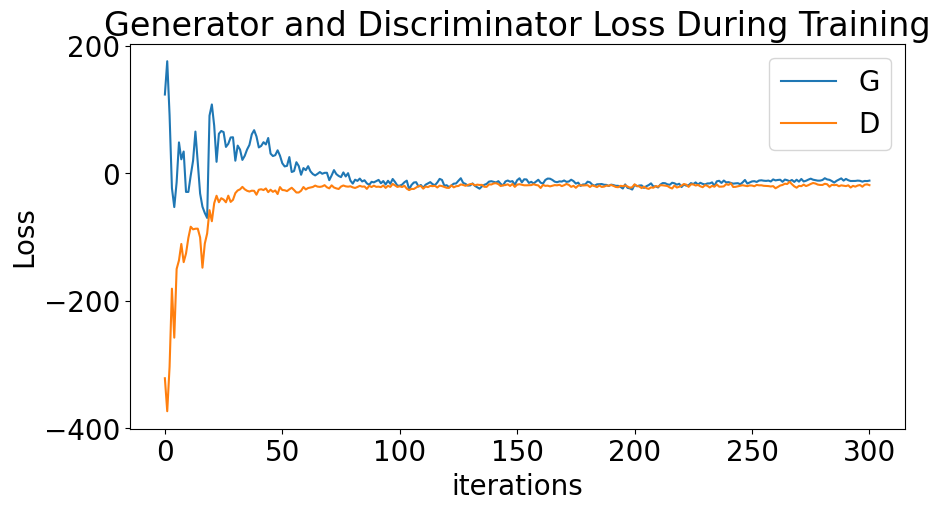 Generator and Discriminator Loss During Training
200
0
−200
−400
Loss
G
D
0 50 100 150 200 250 300
iterations